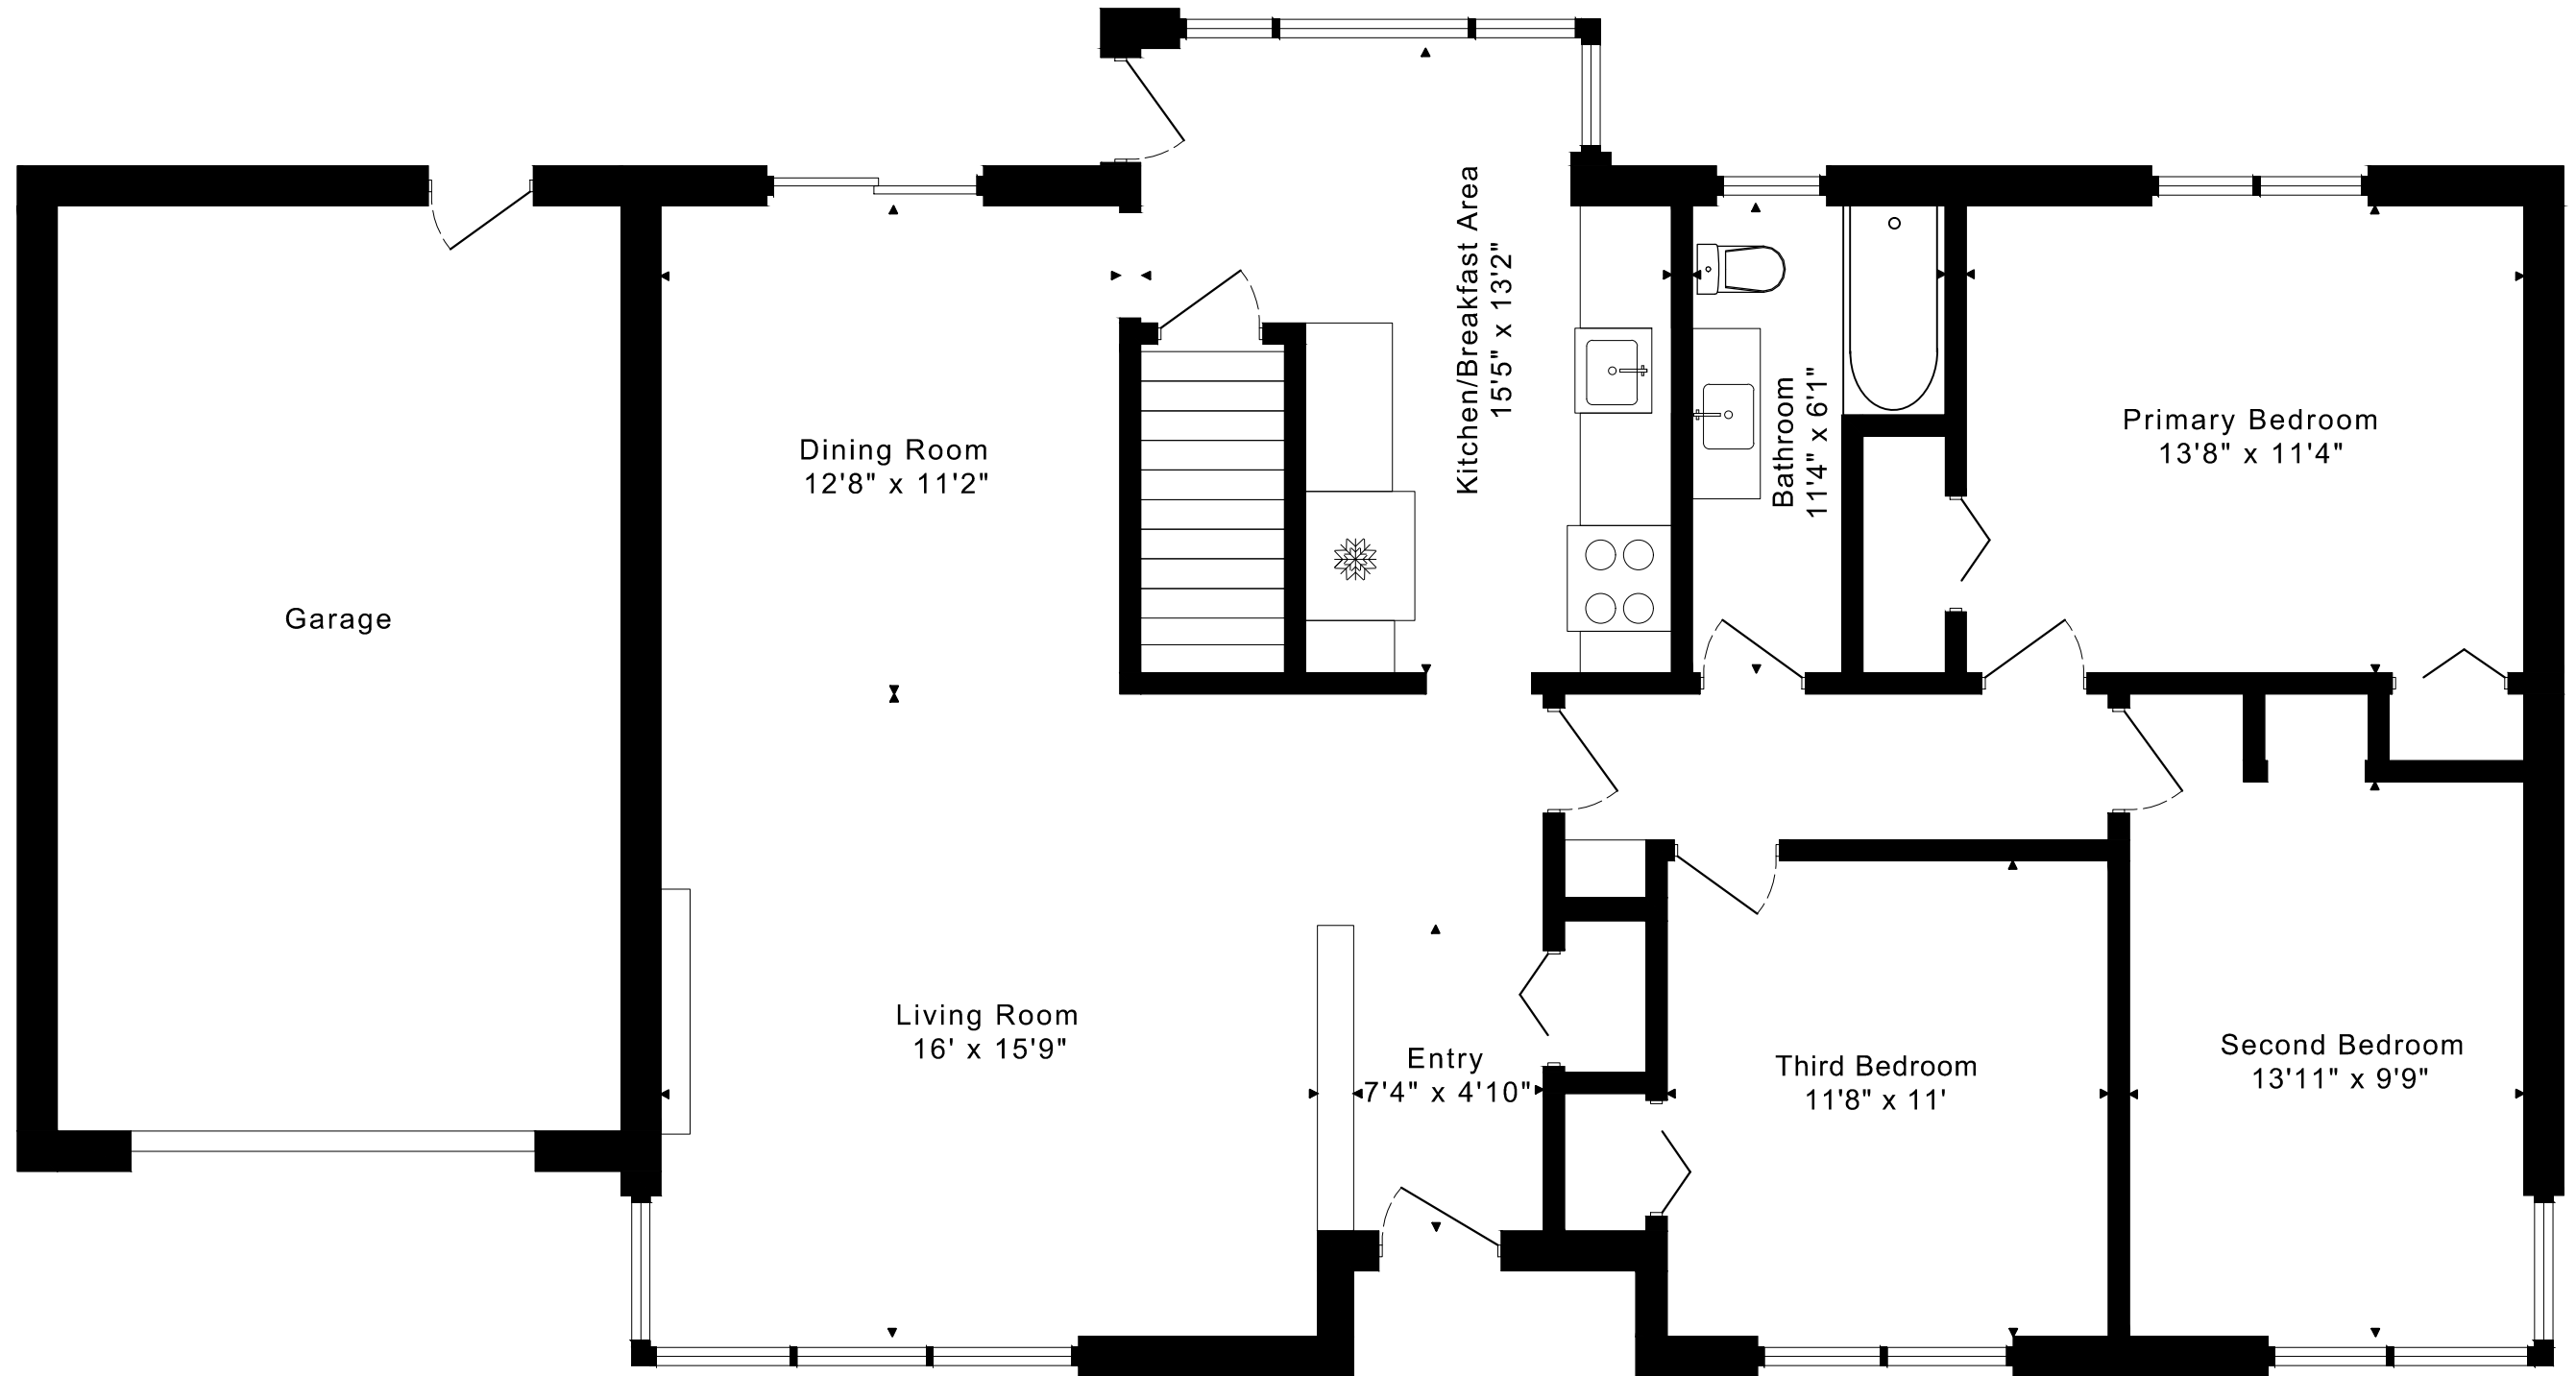 Kitchen/Breakfast Area
15'5" x 13'2"
Dining Room
12'8" x 11'2"
Bathroom
11'4" x 6'1"
Primary Bedroom
13'8" x 11'4"
Garage
Living Room
16' x 15'9"
Entry
7'4" x 4'10"
Third Bedroom
11'8" x 11'
Second Bedroom
13'11" x 9'9"